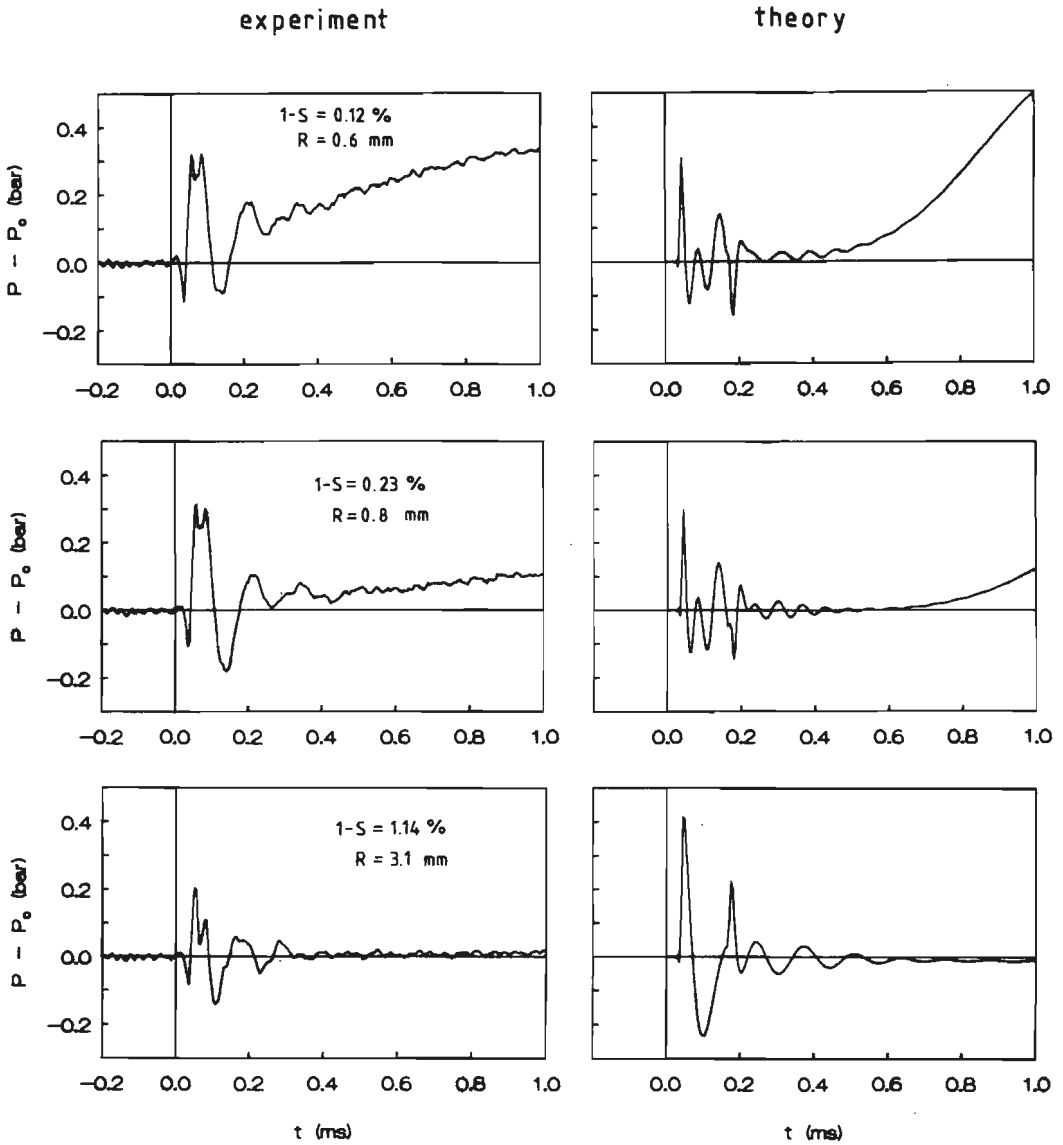 experiment
theory
P – P₀ (bar)
0.4
0.2
0.0
−0.2
1-S = 0.12 %
R = 0.6 mm
−0.2 0.0 0.2 0.4 0.6 0.8 1.0
0.0 0.2 0.4 0.6 0.8 1.0
P – P₀ (bar)
0.4
0.2
0.0
−0.2
1-S = 0.23 %
R = 0.8 mm
−0.2 0.0 0.2 0.4 0.6 0.8 1.0
0.0 0.2 0.4 0.6 0.8 1.0
P – P₀ (bar)
0.4
0.2
0.0
−0.2
1-S = 1.14 %
R = 3.1 mm
−0.2 0.0 0.2 0.4 0.6 0.8 1.0
0.0 0.2 0.4 0.6 0.8 1.0
t (ms)
t (ms)